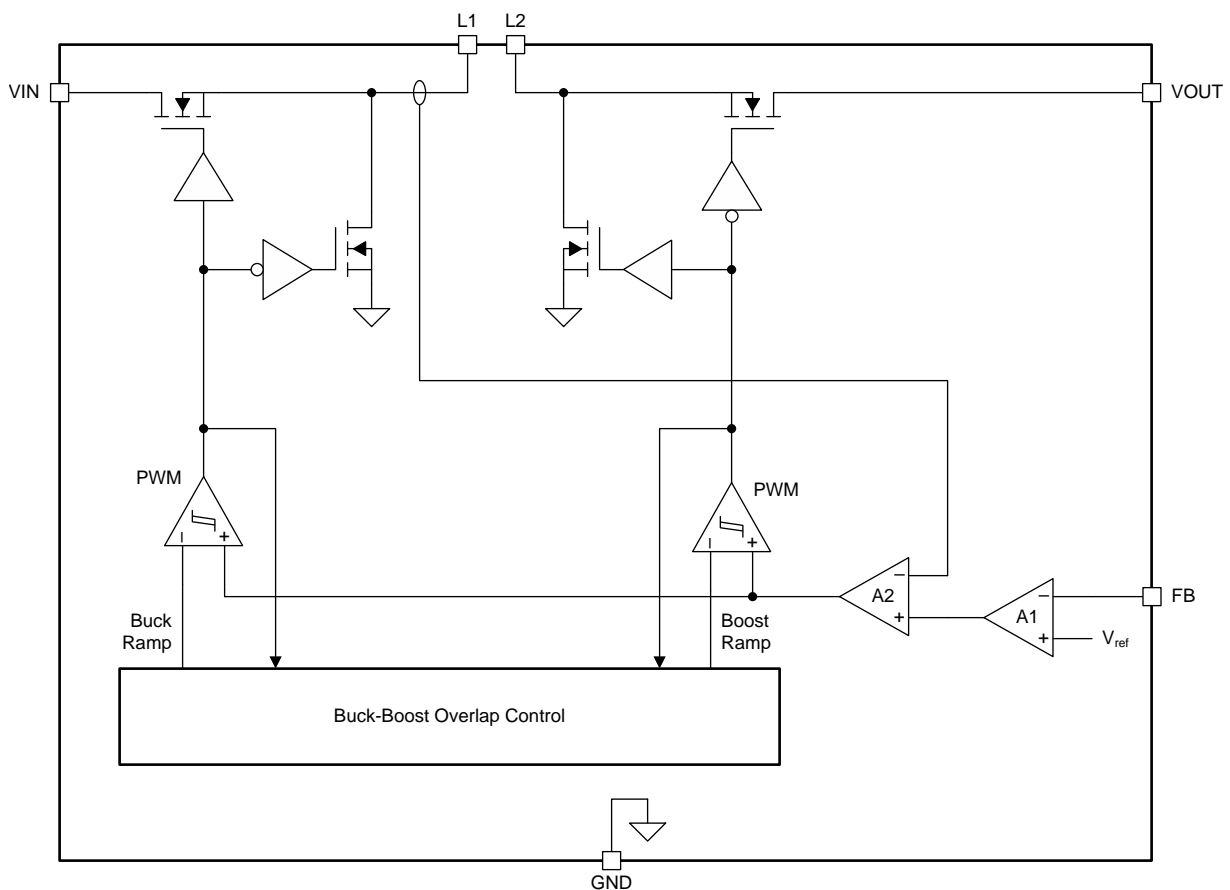 L1 L2
VIN
VOUT
PWM
PWM
− +
− +
A2
−
+
A1
−
+
FB
Vref
Buck
Ramp
Boost
Ramp
Buck-Boost Overlap Control
GND